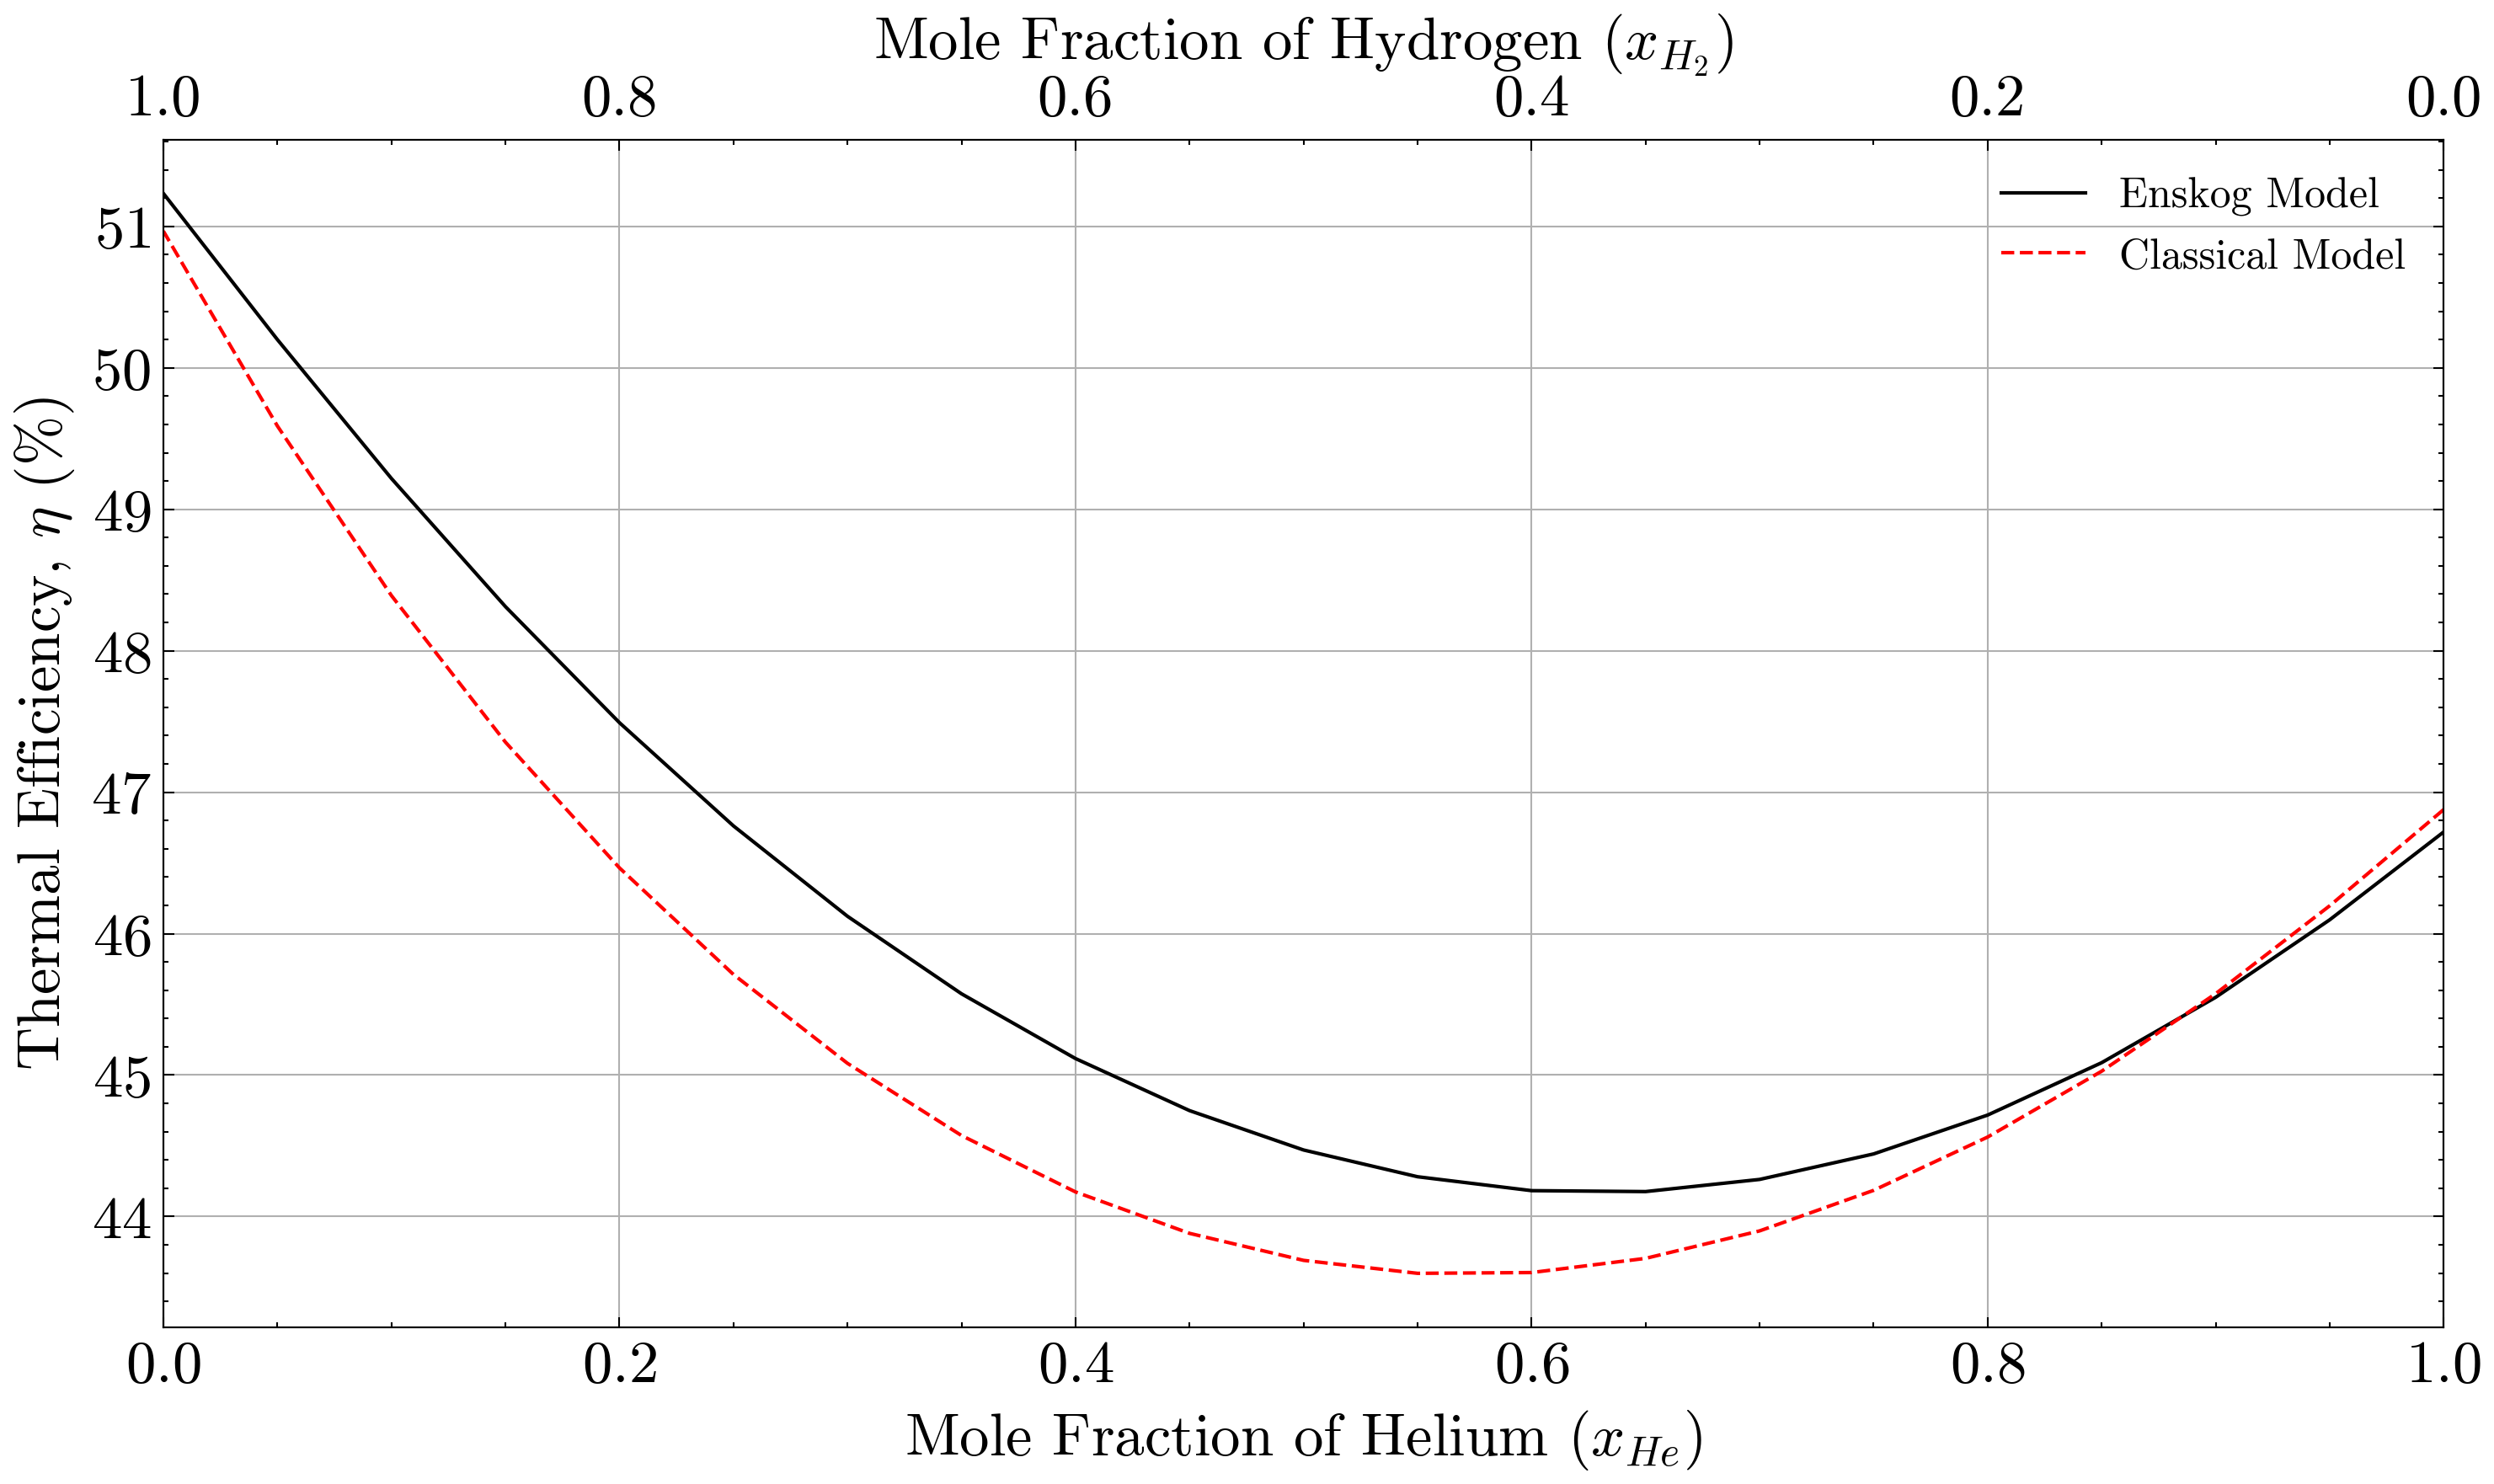 Mole Fraction of Hydrogen (x_{H_2})
1.0 0.8 0.6 0.4 0.2 0.0
Enskog Model
Classical Model
Thermal Efficiency, η (%)
51
50
49
48
47
46
45
44
0.0 0.2 0.4 0.6 0.8 1.0
Mole Fraction of Helium (x_{He})